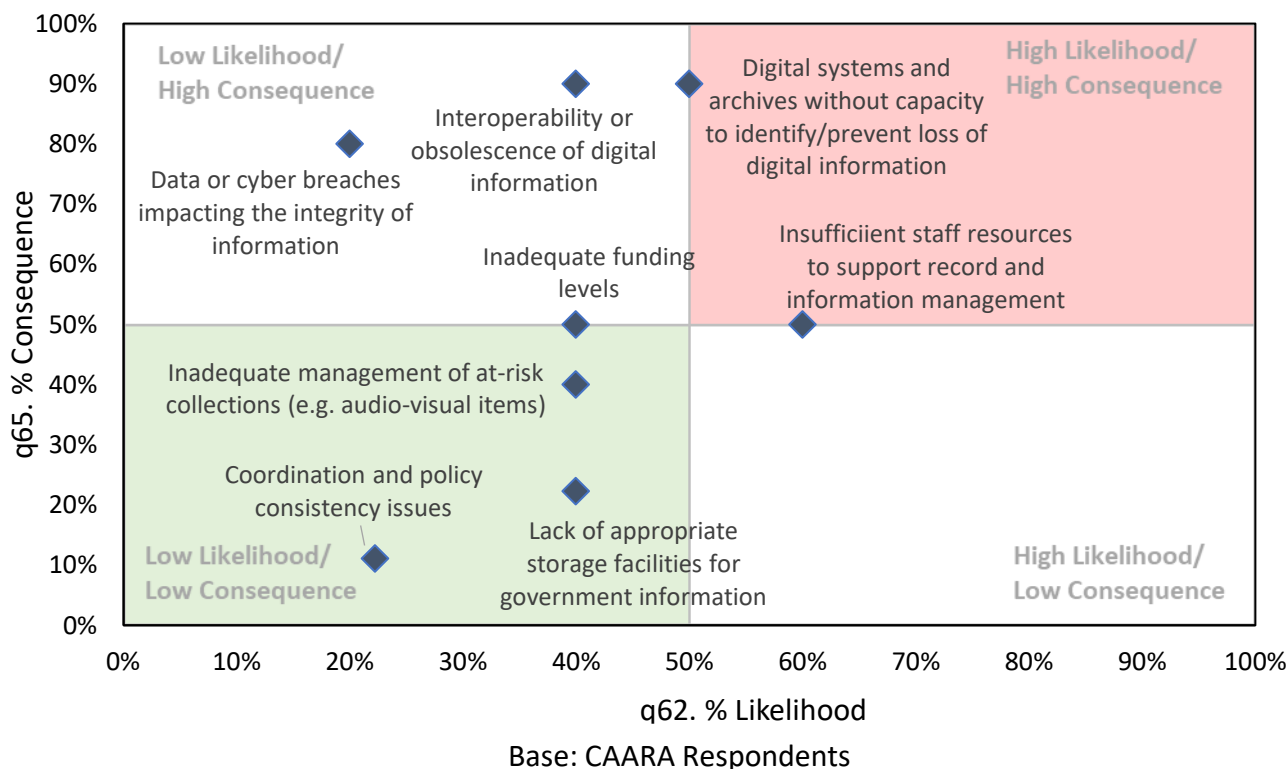 100%
90%
80%
70%
60%
50%
40%
30%
20%
10%
0%
q65. % Consequence
Low Likelihood/
High Consequence
High Likelihood/
High Consequence
Digital systems and
archives without capacity
to identify/prevent loss of
digital information
Interoperability or
obsolescence of digital
information
Data or cyber breaches
impacting the integrity of
information
Inadequate funding
levels
Insufficiient staff resources
to support record and
information management
Inadequate management of at-risk
collections (e.g. audio-visual items)
Coordination and policy
consistency issues
Lack of appropriate
storage facilities for
government information
Low Likelihood/
Low Consequence
High Likelihood/
Low Consequence
0% 10% 20% 30% 40% 50% 60% 70% 80% 90% 100%
q62. % Likelihood
Base: CAARA Respondents